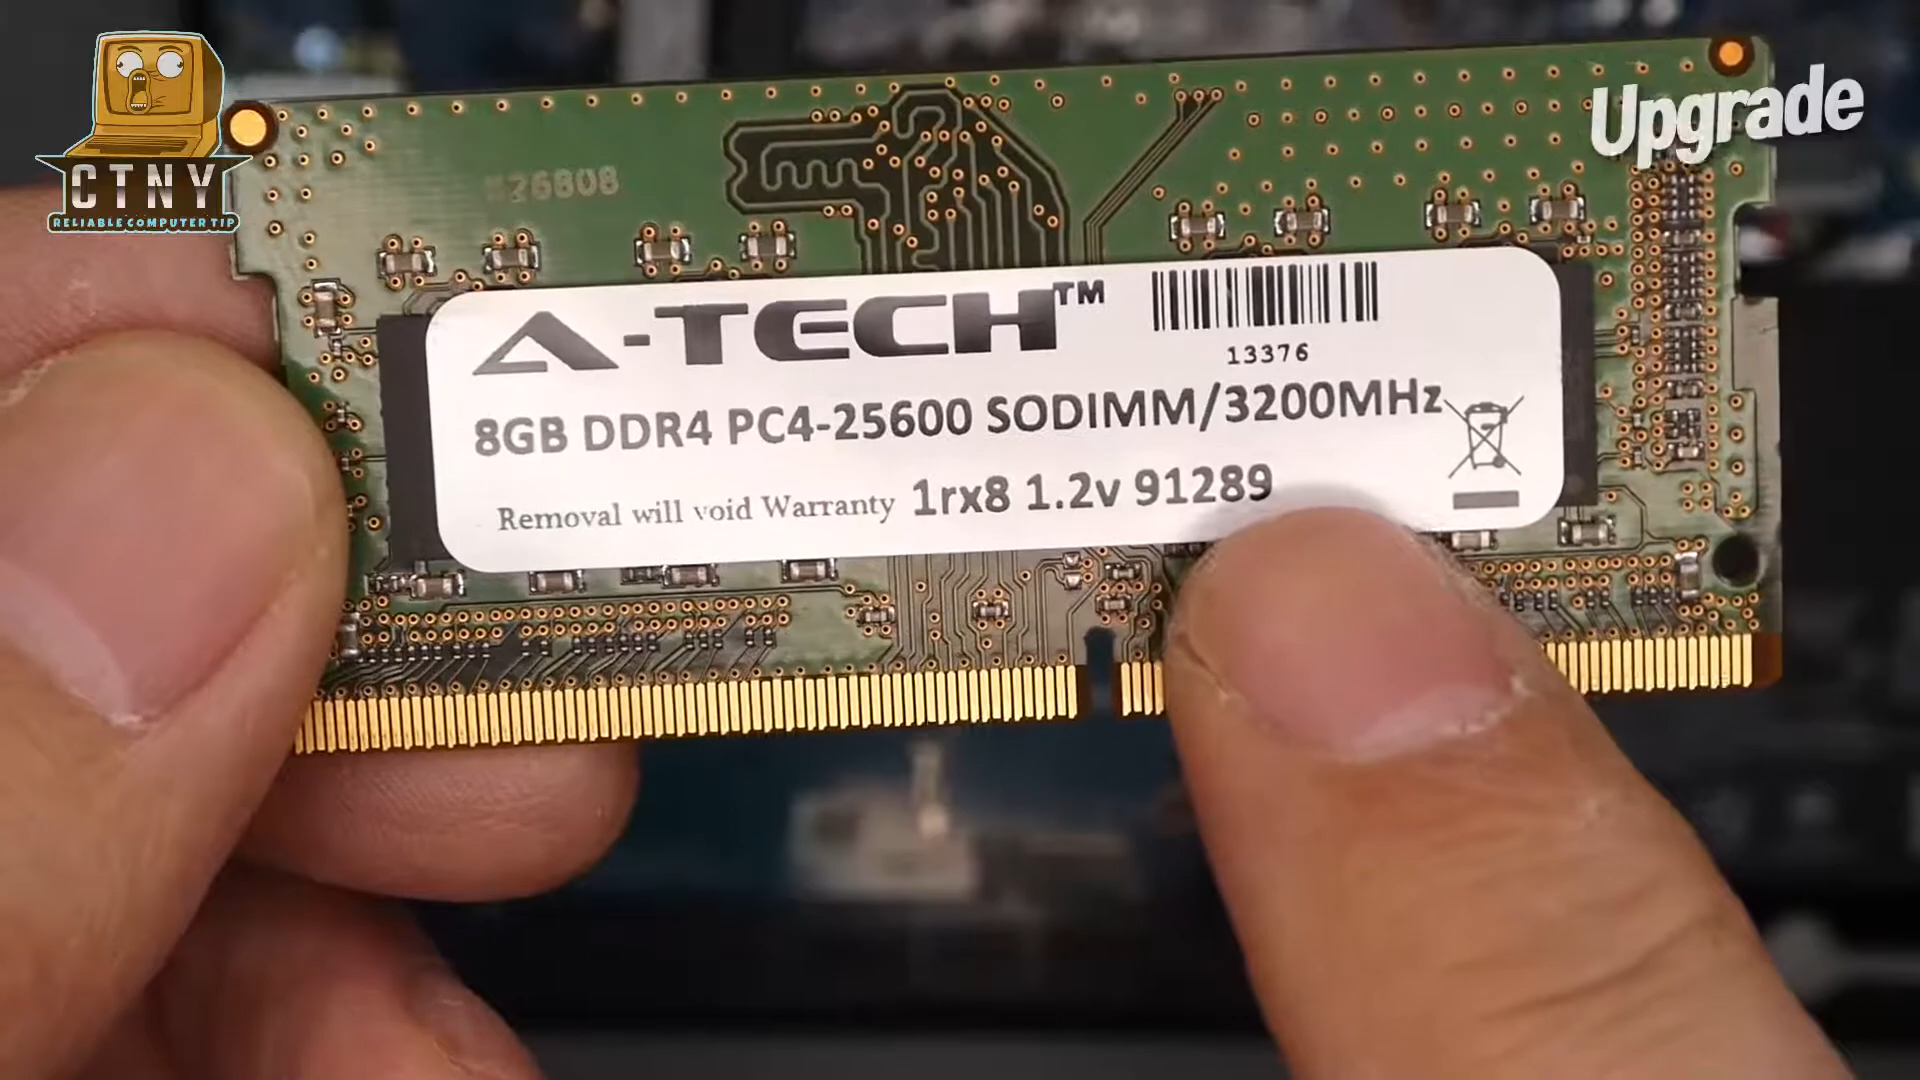 CTNY
RELIABLE COMPUTER TIP
Upgrade
26808
A-TECH™
13376
8GB DDR4 PC4-25600 SODIMM/3200MHz
Removal will void Warranty 1rx8 1.2v 91289